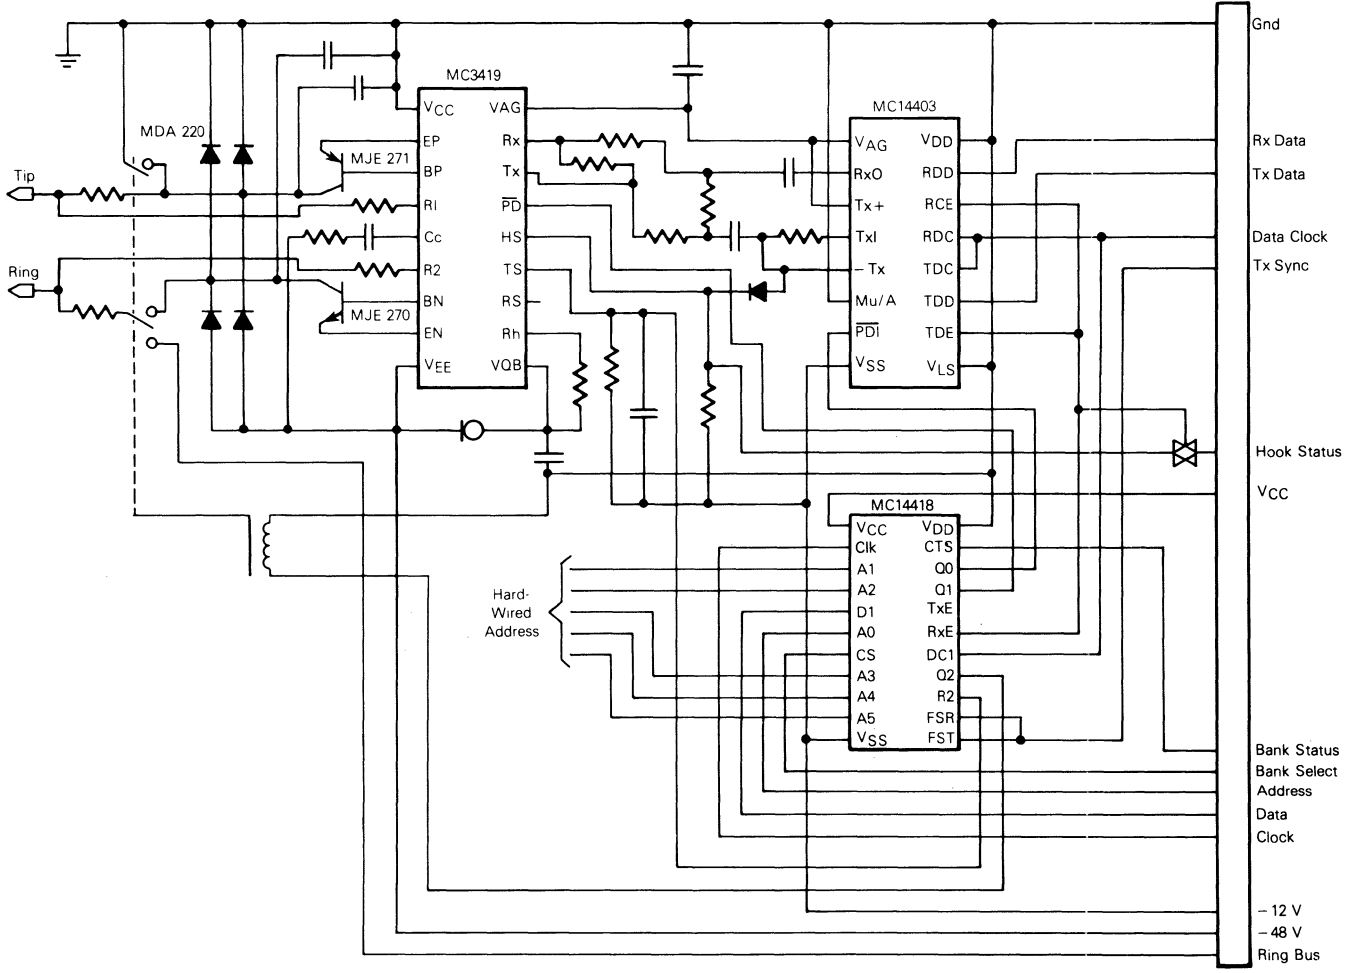 Gnd
MC3419
MC14403
MDA 220
VCC
VAG
EP
Rx
MJE 271
BP
Tx
Tip
R1
PD
Cc
HS
Ring
R2
TS
BN
RS
MJE 270
EN
Rh
VEE
VQB
VAG
VDD
RxO
RDD
Tx+
RCE
TxI
RDC
- Tx
TDC
Mu/A
TDD
PDI
TDE
VSS
VLS
Rx Data
Tx Data
Data Clock
Tx Sync
Hook Status
VCC
MC14418
VCC
VDD
Clk
CTS
A1
Q0
A2
Q1
D1
TxE
A0
RxE
CS
DC1
A3
Q2
A4
R2
A5
FSR
VSS
FST
Hard-
Wired
Address
Bank Status
Bank Select
Address
Data
Clock
- 12 V
- 48 V
Ring Bus